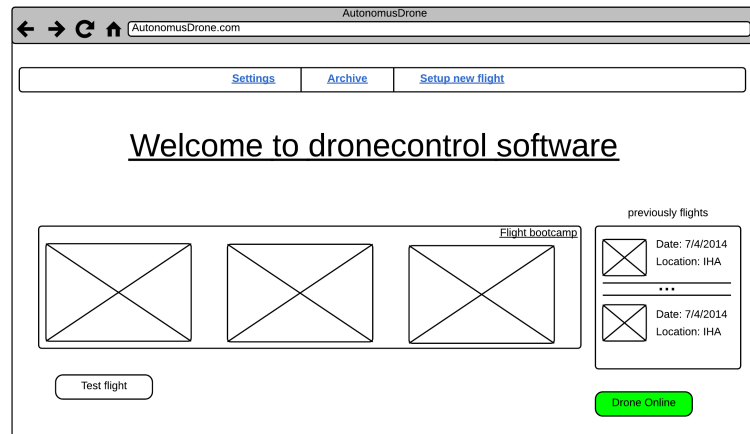 AutonomusDrone
AutonomusDrone.com
Settings
Archive
Setup new flight
Welcome to dronecontrol software
previously flights
Flight bootcamp
Date: 7/4/2014
Location: IHA
...
Date: 7/4/2014
Location: IHA
Test flight
Drone Online